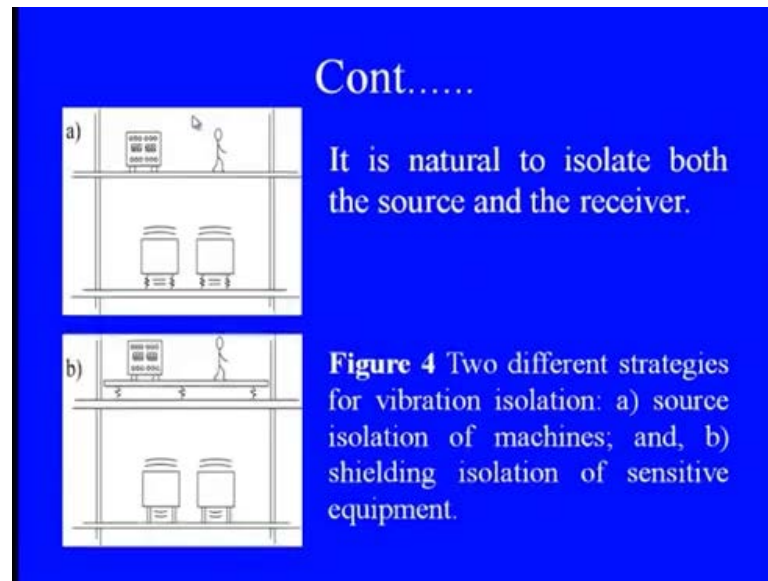 Cont......
a)
It is natural to isolate both
the source and the receiver.
b)
Figure 4 Two different strategies
for vibration isolation: a) source
isolation of machines; and, b)
shielding isolation of sensitive
equipment.